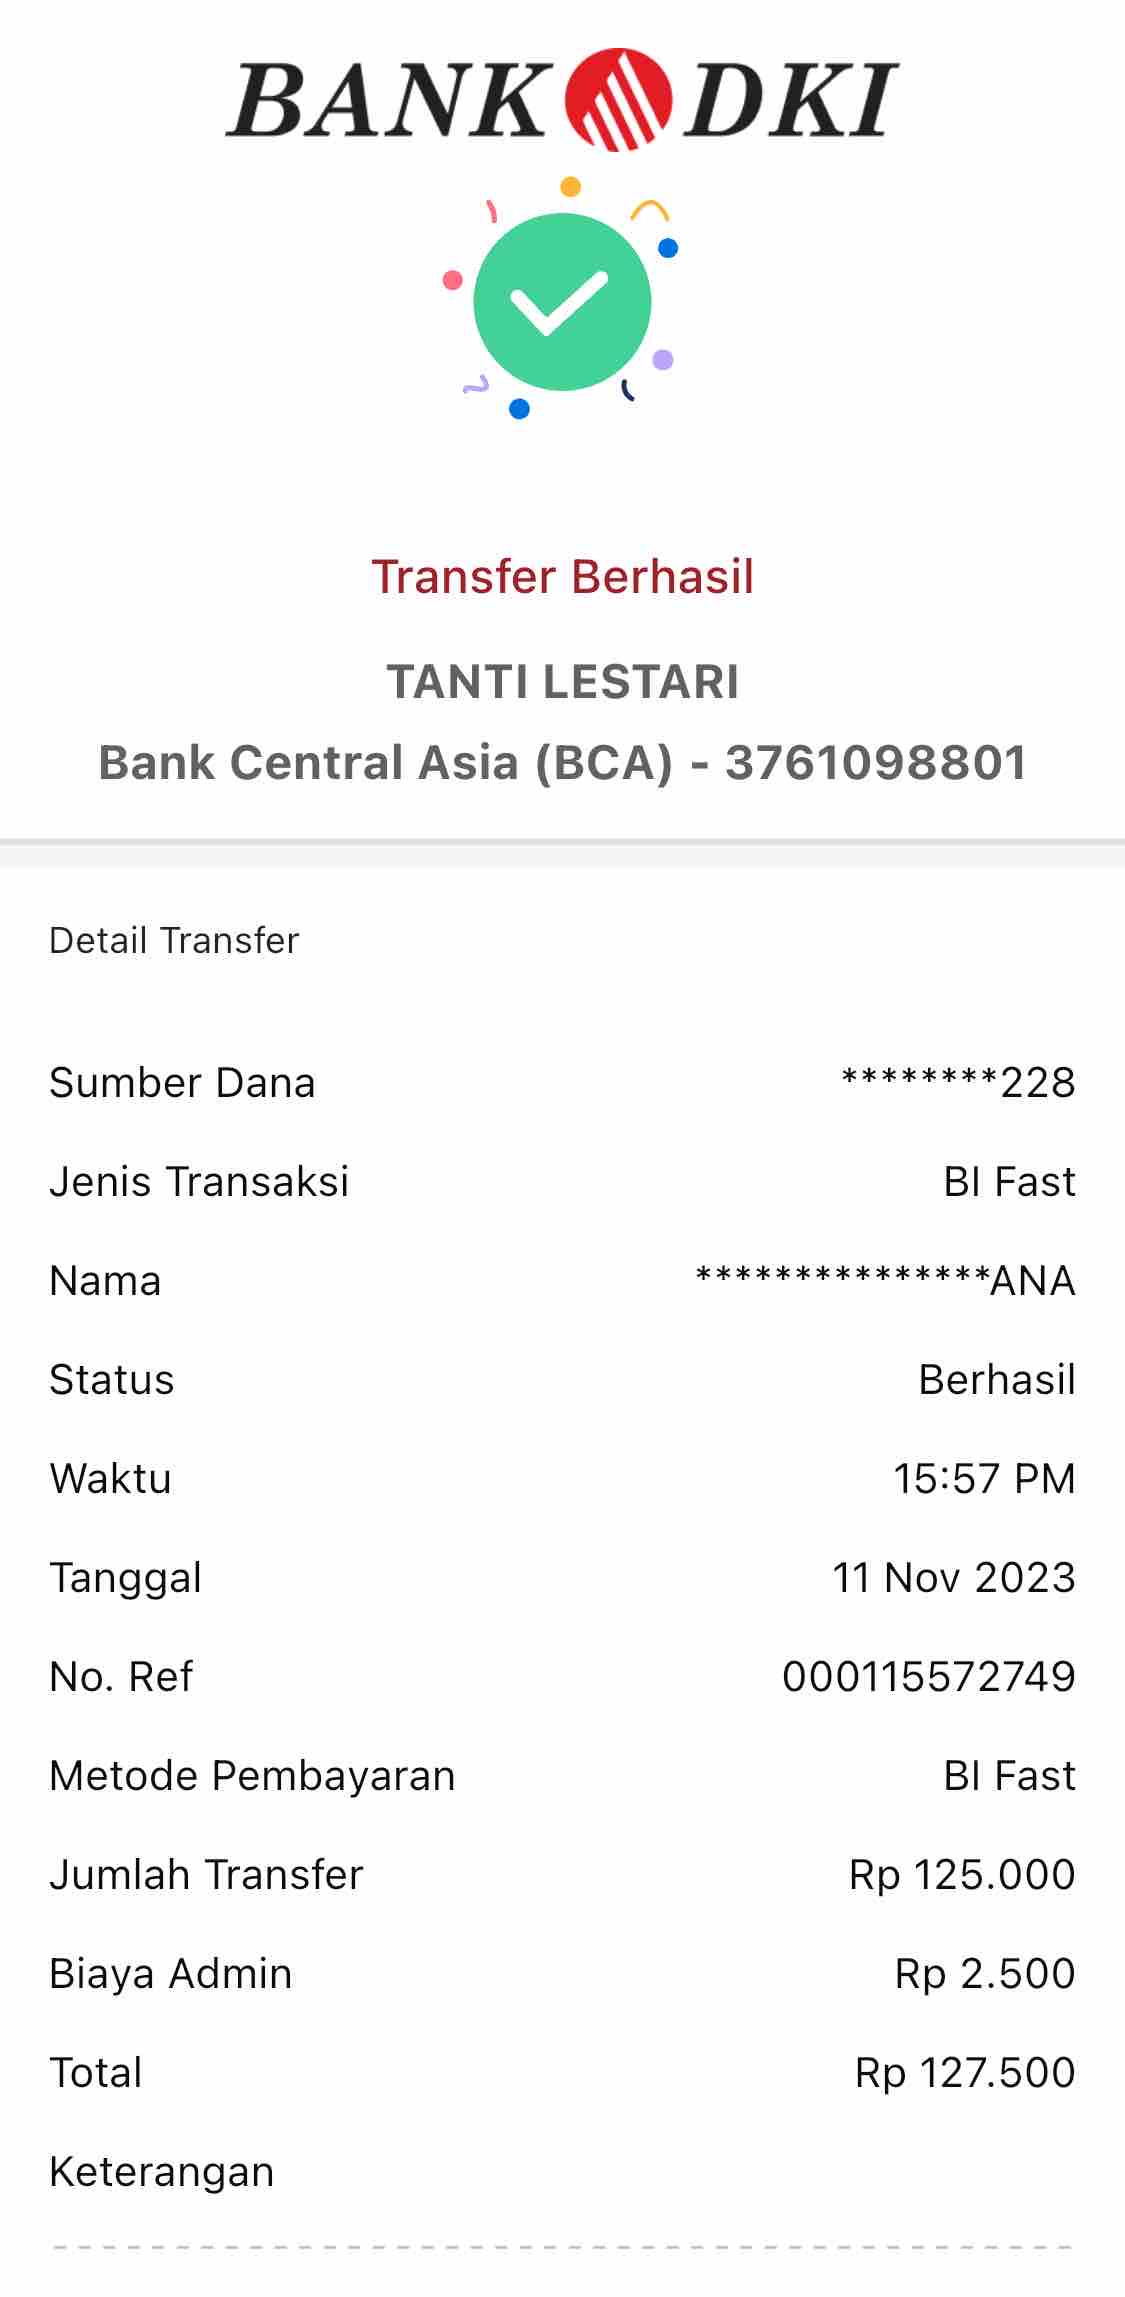 BANK DKI
Transfer Berhasil
TANTI LESTARI
Bank Central Asia (BCA) - 3761098801
Detail Transfer
Sumber Dana ********228
Jenis Transaksi BI Fast
Nama ***************ANA
Status Berhasil
Waktu 15:57 PM
Tanggal 11 Nov 2023
No. Ref 000115572749
Metode Pembayaran BI Fast
Jumlah Transfer Rp 125.000
Biaya Admin Rp 2.500
Total Rp 127.500
Keterangan